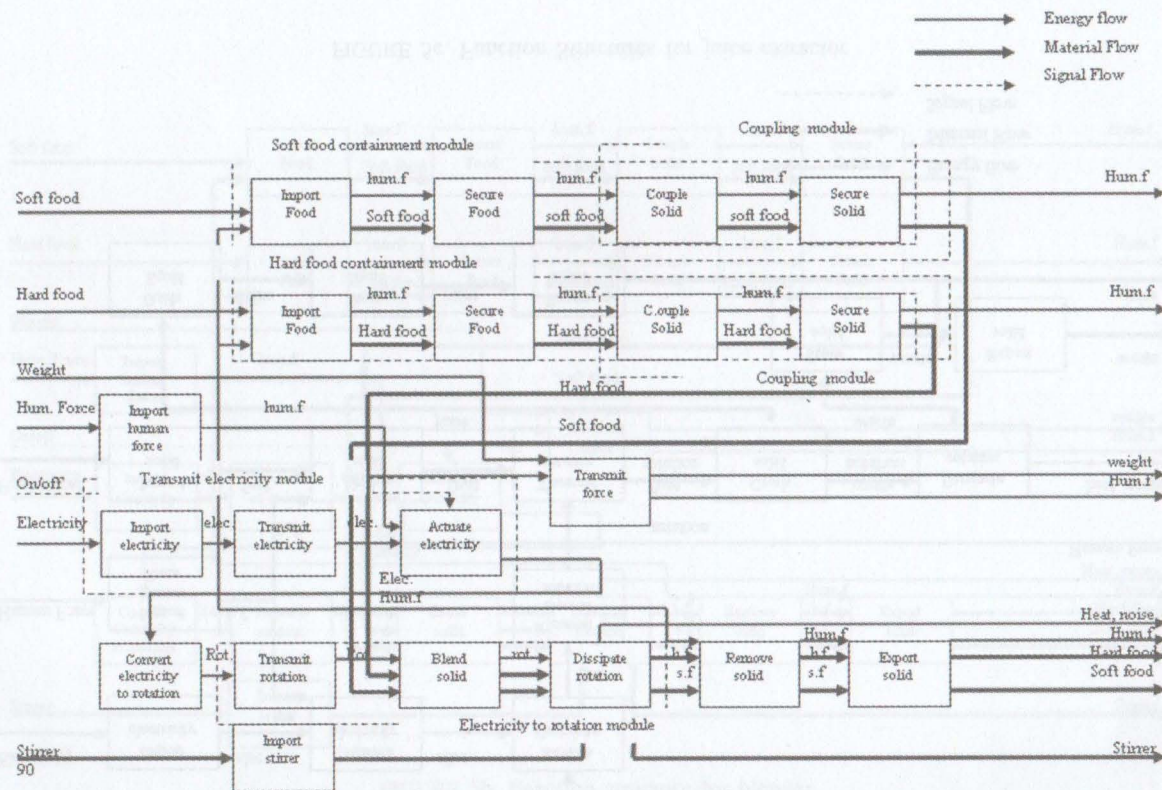 Energy flow
Material Flow
Signal Flow
Coupling module
Soft food containment module
Soft food
Import Food
hum.f
Soft food
Secure Food
hum.f
soft food
Couple Solid
hum.f
soft food
Secure Solid
Hum.f
Hard food containment module
Hard food
Import Food
hum.f
Hard food
Secure Food
hum.f
Hard food
Couple Solid
hum.f
Hard food
Secure Solid
Hum.f
Weight
Hard food
Coupling module
Hum. Force
Import human force
hum.f
Soft food
On/off
Transmit electricity module
Transmit force
weight
Hum.f
Electricity
Import electricity
elec.
Transmit electricity
elec.
Actuate electricity
Elec.
Hum.f
Heat, noise
Convert electricity to rotation
Rot
Transmit rotation
Blend solid
Dissipate rotation
h.f
s.f
Remove solid
Hum.f
h.f
s.f
Export solid
Hum.f
Hard food
Soft food
Electricity to rotation module
Stirrer
Import stirrer
Stirrer
90